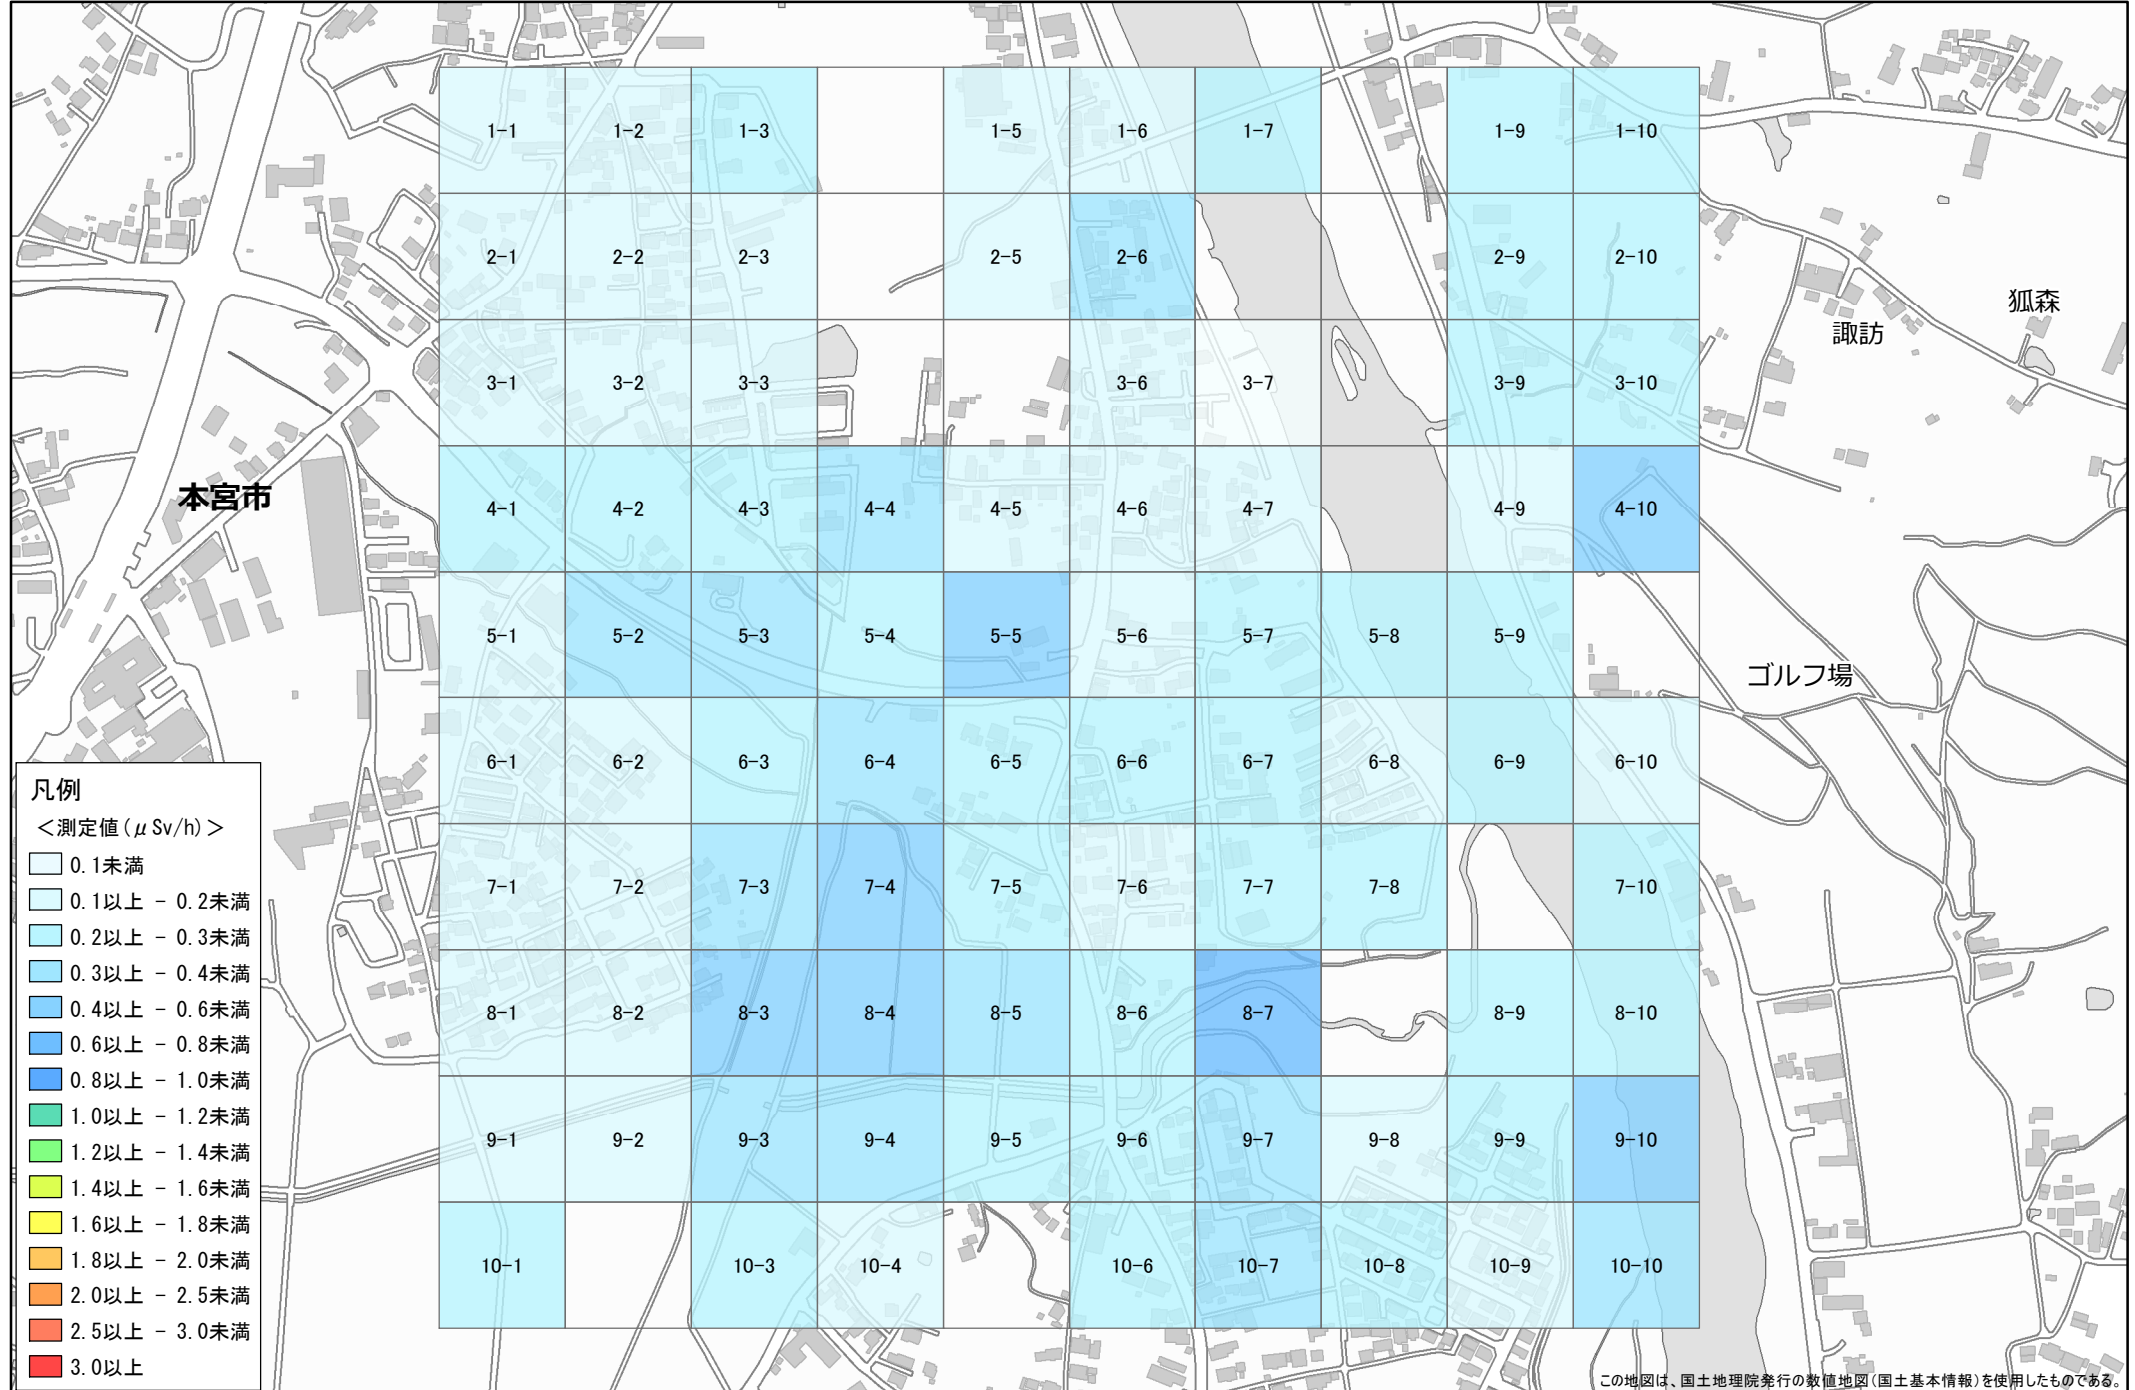 1-1 1-2 1-3 1-5 1-6 1-7 1-9 1-10
2-1 2-2 2-3 2-5 2-6 2-9 2-10
狐森
諏訪
3-1 3-2 3-3 3-6 3-7 3-9 3-10
本宮市
4-1 4-2 4-3 4-4 4-5 4-6 4-7 4-9 4-10
5-1 5-2 5-3 5-4 5-5 5-6 5-7 5-8 5-9
ゴルフ場
6-1 6-2 6-3 6-4 6-5 6-6 6-7 6-8 6-9 6-10
7-1 7-2 7-3 7-4 7-5 7-6 7-7 7-8 7-10
8-1 8-2 8-3 8-4 8-5 8-6 8-7 8-9 8-10
9-1 9-2 9-3 9-4 9-5 9-6 9-7 9-8 9-9 9-10
10-1 10-3 10-4 10-6 10-7 10-8 10-9 10-10
凡例
＜測定値(μSv/h)＞
0.1未満
0.1以上 - 0.2未満
0.2以上 - 0.3未満
0.3以上 - 0.4未満
0.4以上 - 0.6未満
0.6以上 - 0.8未満
0.8以上 - 1.0未満
1.0以上 - 1.2未満
1.2以上 - 1.4未満
1.4以上 - 1.6未満
1.6以上 - 1.8未満
1.8以上 - 2.0未満
2.0以上 - 2.5未満
2.5以上 - 3.0未満
3.0以上
この地図は、国土地理院発行の数値地図(国土基本情報)を使用したものである。